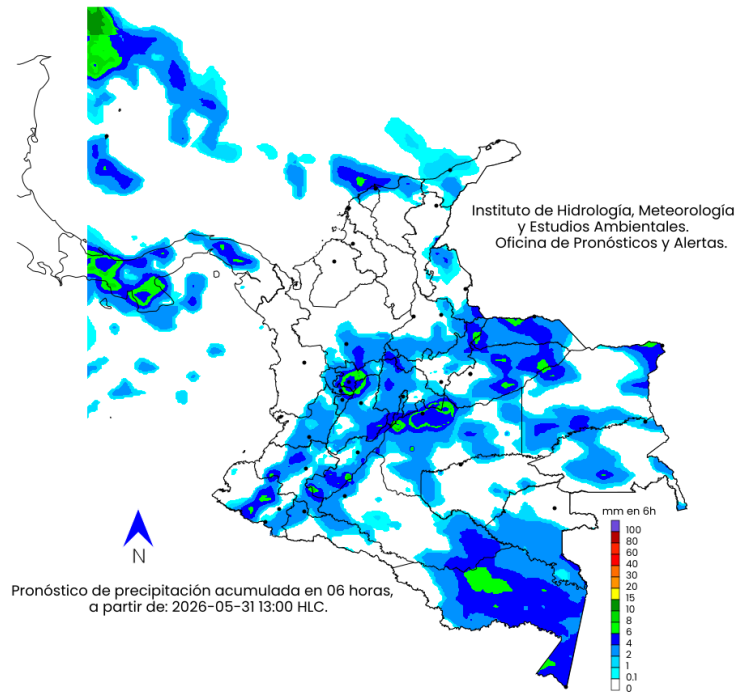 Instituto de Hidrología, Meteorología
y Estudios Ambientales.
Oficina de Pronósticos y Alertas.
N
Pronóstico de precipitación acumulada en 06 horas,
a partir de: 2026-05-31 13:00 HLC.
mm en 6h
100
80
60
40
30
20
15
10
8
6
4
2
1
0.1
0